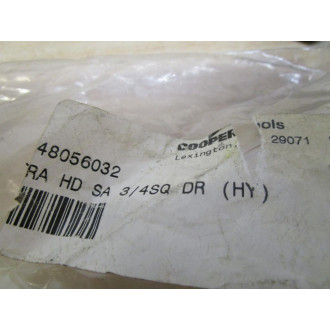 COOPER ools
Lexington, 29071
48056032
TRA HD SA 3/4SQ DR (HY)